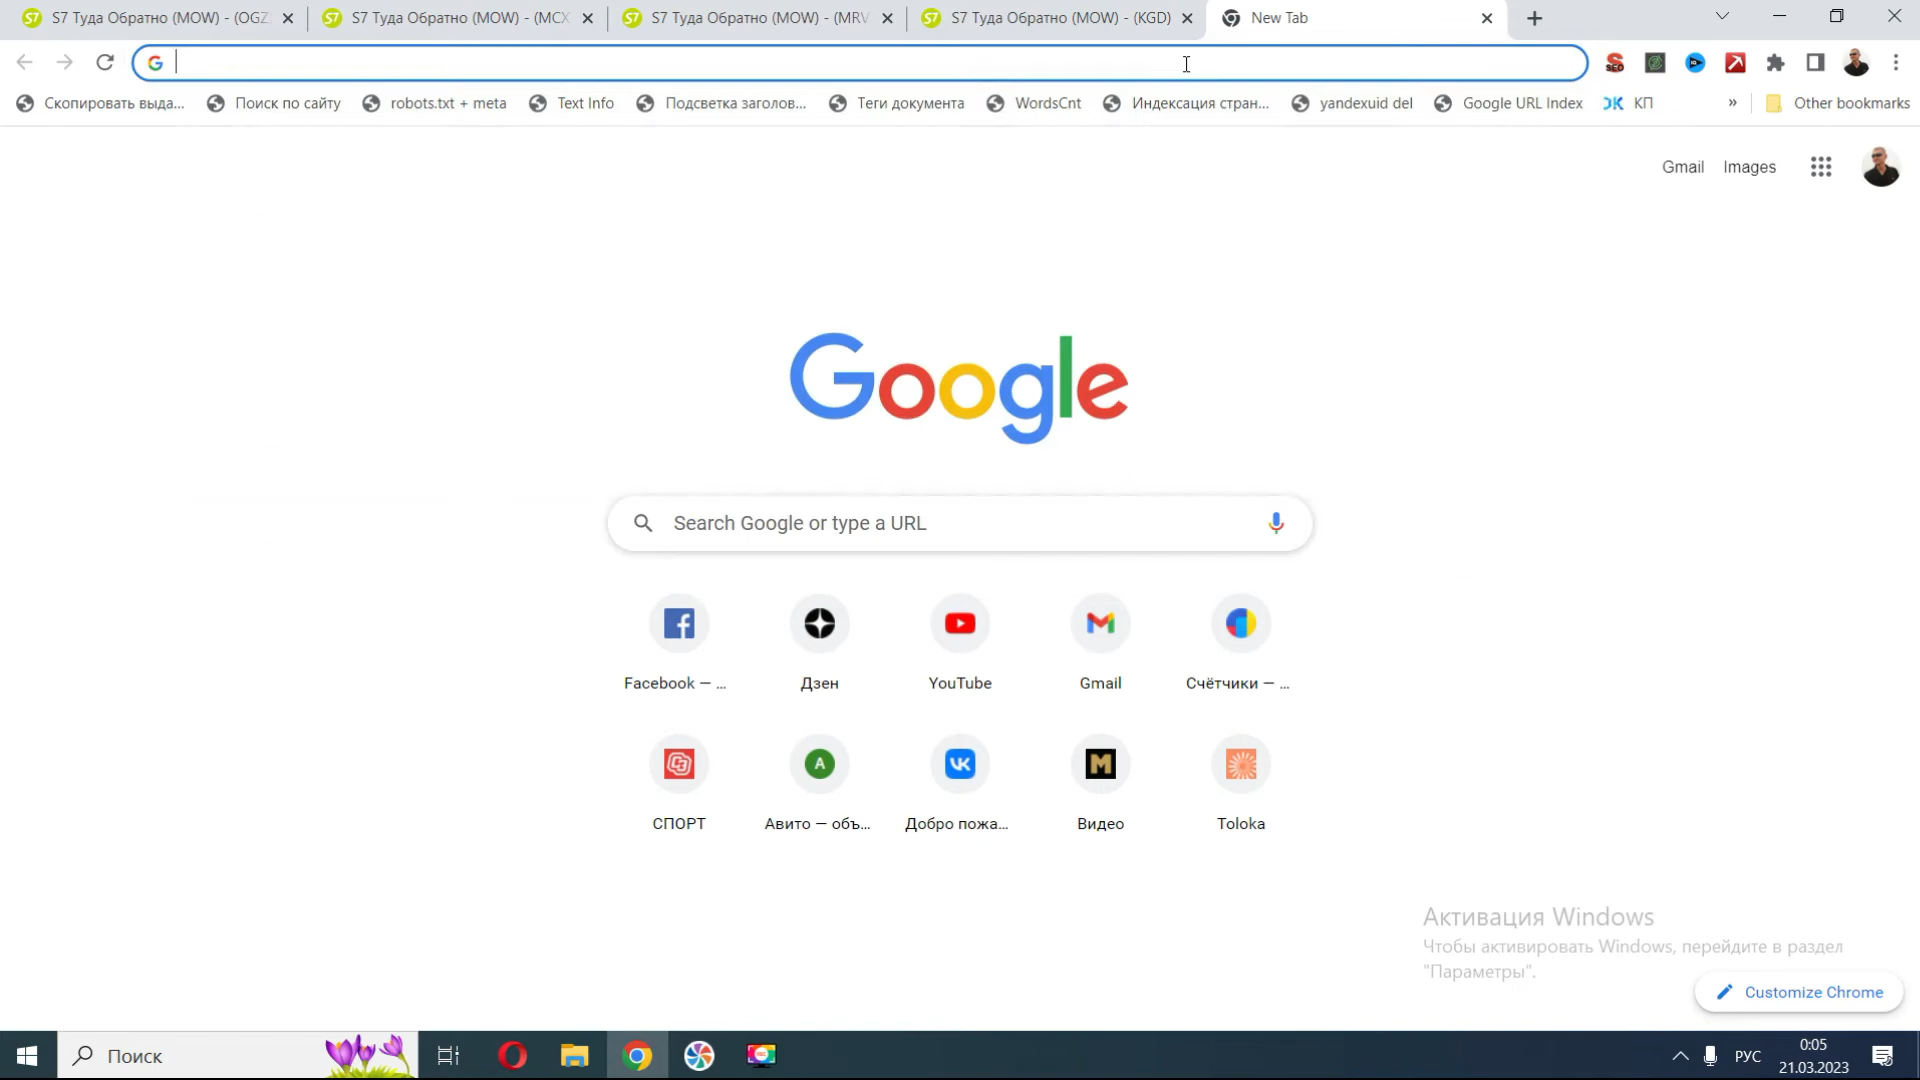 S7 Туда Обратно (MOW) - (OGZ
S7 Туда Обратно (MOW) - (MCX
S7 Туда Обратно (MOW) - (MRV
S7 Туда Обратно (MOW) - (KGD)
New Tab
Скопировать выда...
Поиск по сайту
robots.txt + meta
Text Info
Подсветка заголов...
Теги документа
WordsCnt
Индексация стран...
yandexuid del
Google URL Index
КП
»
Other bookmarks
Gmail
Images
Google
Search Google or type a URL
Facebook — ...
Дзен
YouTube
Gmail
Счётчики — ...
СПОРТ
Авито — объ...
Добро пожа...
Видео
Toloka
Активация Windows
Чтобы активировать Windows, перейдите в раздел
"Параметры".
Customize Chrome
Поиск
РУС
0:05
21.03.2023